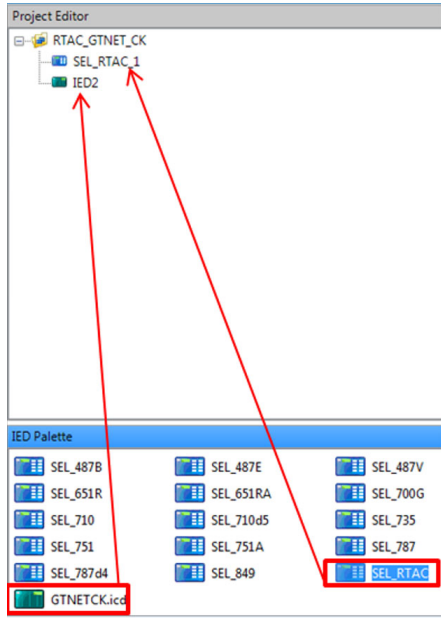 Project Editor
RTAC_GTNET_CK
SEL_RTAC_1
IED2
IED Palette
SEL_487B SEL_487E SEL_487V
SEL_651R SEL_651RA SEL_700G
SEL_710 SEL_710d5 SEL_735
SEL_751 SEL_751A SEL_787
SEL_787d4 SEL_849 SEL_RTAC
GTNETCK.icd